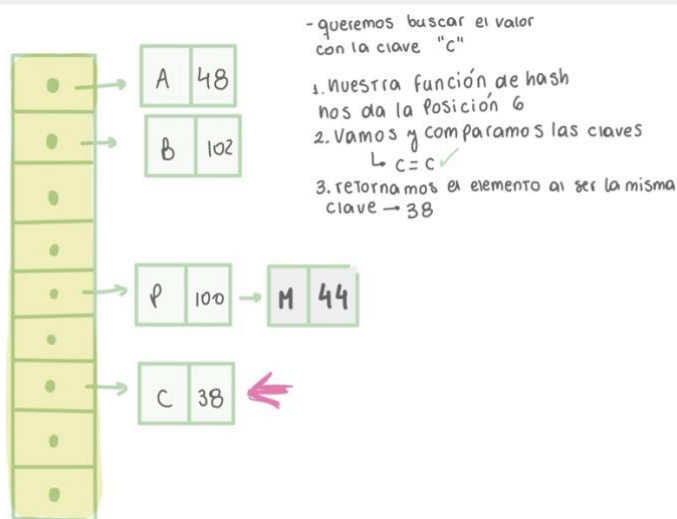 - queremos buscar el valor
con la clave "c"
1. nuestra función de hash
nos da la posición 6
2. Vamos y comparamos las claves
↳ c = c ✓
3. retornamos el elemento al ser la misma
clave → 38
A 48
B 102
P 100 → M 44
C 38